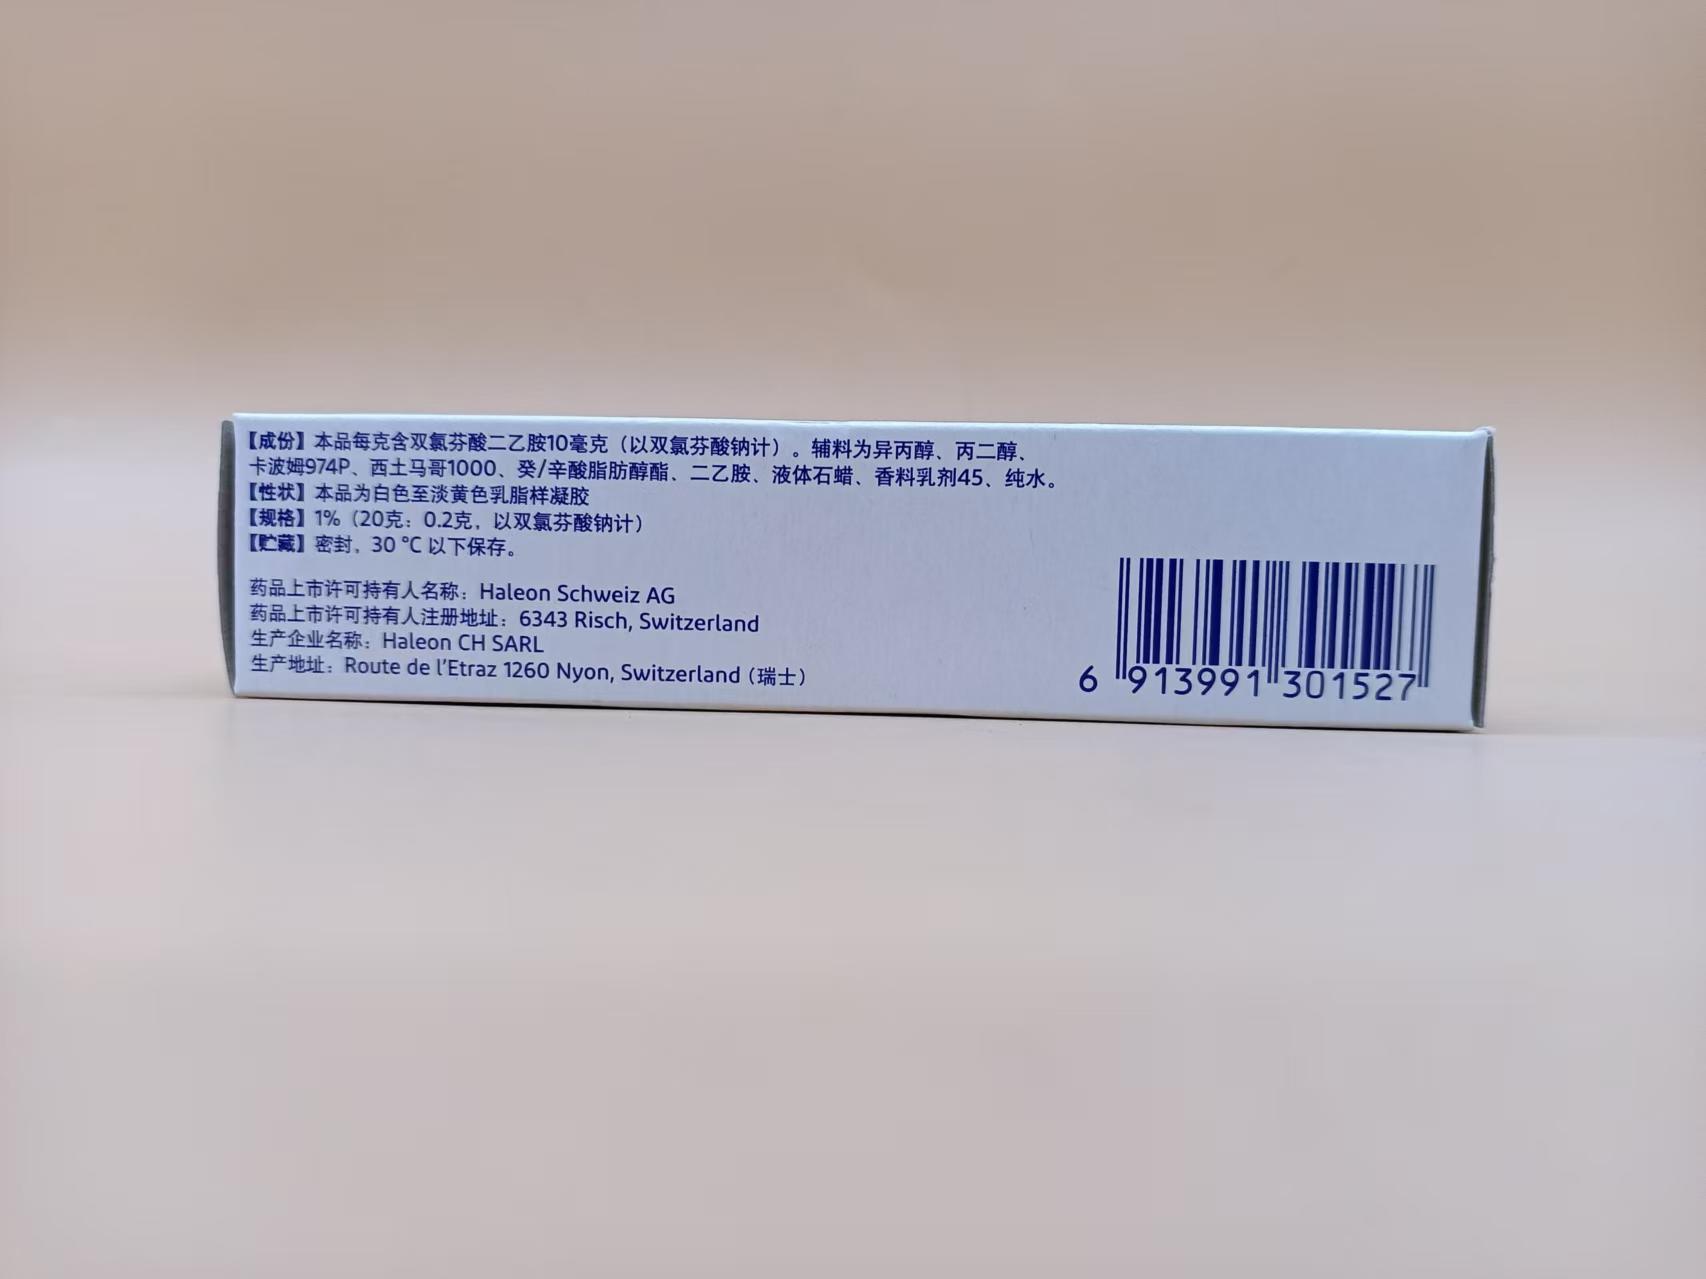 【成份】本品每克含双氯芬酸二乙胺10毫克（以双氯芬酸钠计）。辅料为异丙醇、丙二醇、
卡波姆974P、西土马哥1000、癸/辛酸脂肪醇酯、二乙胺、液体石蜡、香料乳剂45、纯水。
【性状】本品为白色至淡黄色乳脂样凝胶
【规格】1%（20克：0.2克，以双氯芬酸钠计）
【贮藏】密封，30 °C 以下保存。
药品上市许可持有人名称：Haleon Schweiz AG
药品上市许可持有人注册地址：6343 Risch, Switzerland
生产企业名称：Haleon CH SARL
生产地址：Route de l'Etraz 1260 Nyon, Switzerland（瑞士）
6 913991 301527